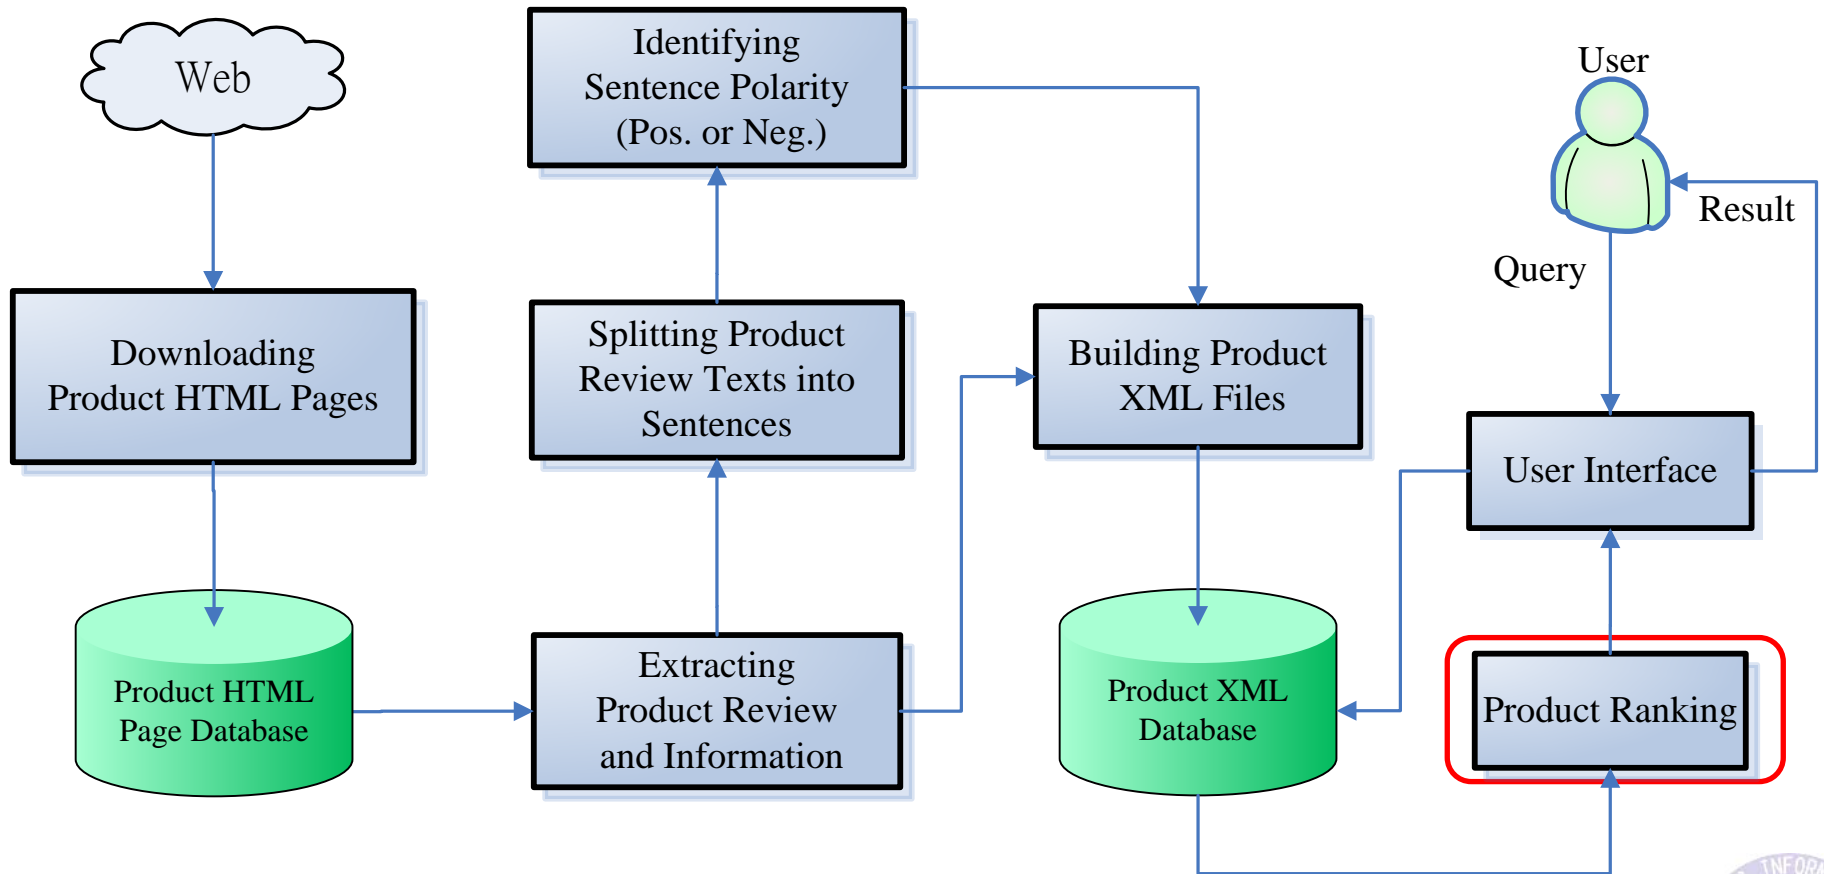 Web
Downloading
Product HTML Pages
Product HTML
Page Database
Identifying
Sentence Polarity
(Pos. or Neg.)
Splitting Product
Review Texts into
Sentences
Extracting
Product Review
and Information
Building Product
XML Files
Product XML
Database
User
Result
Query
User Interface
Product Ranking